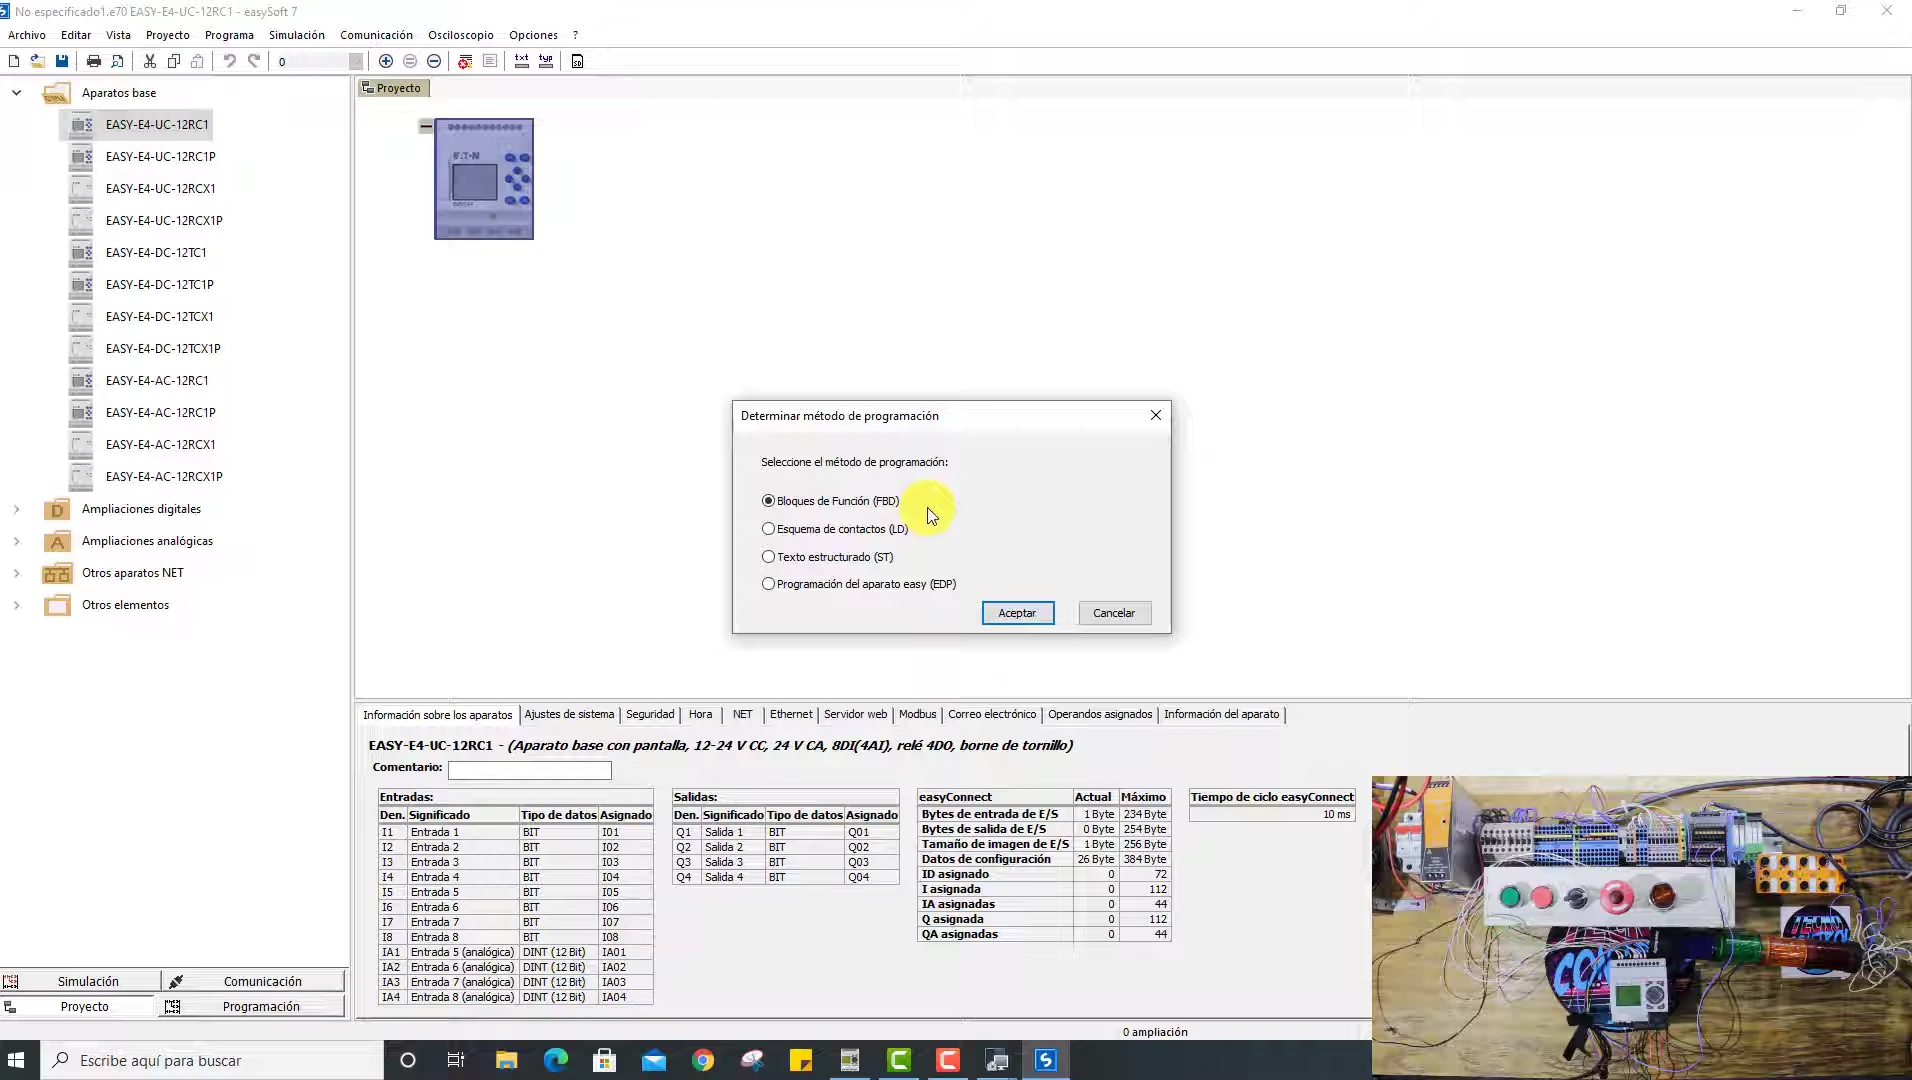 No especificado1.e70 EASY-E4-UC-12RC1 - easySoft 7
Archivo Editar Vista Proyecto Programa Simulación Comunicación Osciloscopio Opciones ?
0 txt typ
Aparatos base
EASY-E4-UC-12RC1
EASY-E4-UC-12RC1P
EASY-E4-UC-12RCX1
EASY-E4-UC-12RCX1P
EASY-E4-DC-12TC1
EASY-E4-DC-12TC1P
EASY-E4-DC-12TCX1
EASY-E4-DC-12TCX1P
EASY-E4-AC-12RC1
EASY-E4-AC-12RC1P
EASY-E4-AC-12RCX1
EASY-E4-AC-12RCX1P
Ampliaciones digitales
Ampliaciones analógicas
Otros aparatos NET
Otros elementos
Simulación Comunicación
Proyecto Programación
Proyecto
EATON
Determinar método de programación
Seleccione el método de programación:
Bloques de Función (FBD)
Esquema de contactos (LD)
Texto estructurado (ST)
Programación del aparato easy (EDP)
Aceptar Cancelar
Información sobre los aparatos Ajustes de sistema Seguridad Hora NET Ethernet Servidor web Modbus Correo electrónico Operandos asignados Información del aparato
EASY-E4-UC-12RC1 - (Aparato base con pantalla, 12-24 V CC, 24 V CA, 8DI(4AI), relé 4DO, borne de tornillo)
Comentario:
Entradas:
Den. Significado Tipo de datos Asignado
I1 Entrada 1 BIT I01
I2 Entrada 2 BIT I02
I3 Entrada 3 BIT I03
I4 Entrada 4 BIT I04
I5 Entrada 5 BIT I05
I6 Entrada 6 BIT I06
I7 Entrada 7 BIT I07
I8 Entrada 8 BIT I08
IA1 Entrada 5 (analógica) DINT (12 Bit) IA01
IA2 Entrada 6 (analógica) DINT (12 Bit) IA02
IA3 Entrada 7 (analógica) DINT (12 Bit) IA03
IA4 Entrada 8 (analógica) DINT (12 Bit) IA04
Salidas:
Den. Significado Tipo de datos Asignado
Q1 Salida 1 BIT Q01
Q2 Salida 2 BIT Q02
Q3 Salida 3 BIT Q03
Q4 Salida 4 BIT Q04
easyConnect Actual Máximo
Bytes de entrada de E/S 1 Byte 234 Byte
Bytes de salida de E/S 0 Byte 254 Byte
Tamaño de imagen de E/S 1 Byte 256 Byte
Datos de configuración 26 Byte 384 Byte
ID asignado 0 72
I asignada 0 112
IA asignadas 0 44
Q asignada 0 112
QA asignadas 0 44
Tiempo de ciclo easyConnect
10 ms
0 ampliación
Escribe aquí para buscar